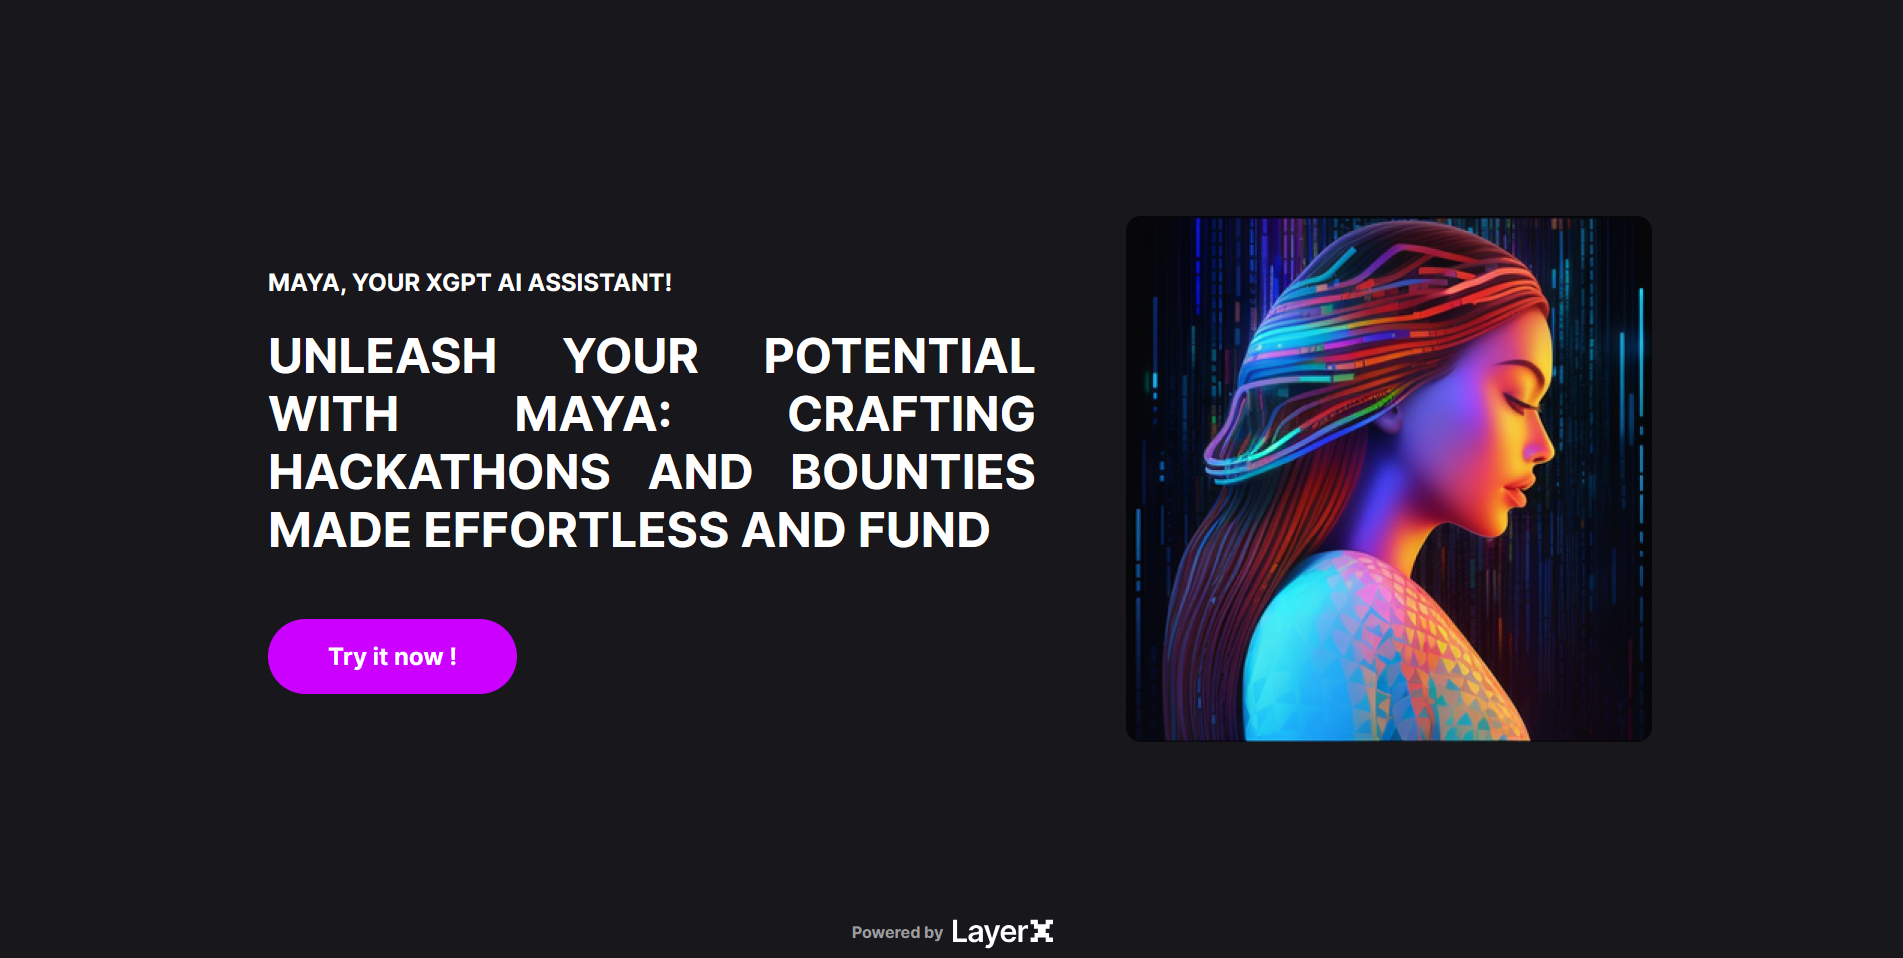 MAYA, YOUR XGPT AI ASSISTANT!
UNLEASH YOUR POTENTIAL
WITH MAYA: CRAFTING
HACKATHONS AND BOUNTIES
MADE EFFORTLESS AND FUND
Try it now !
Powered by LayerX